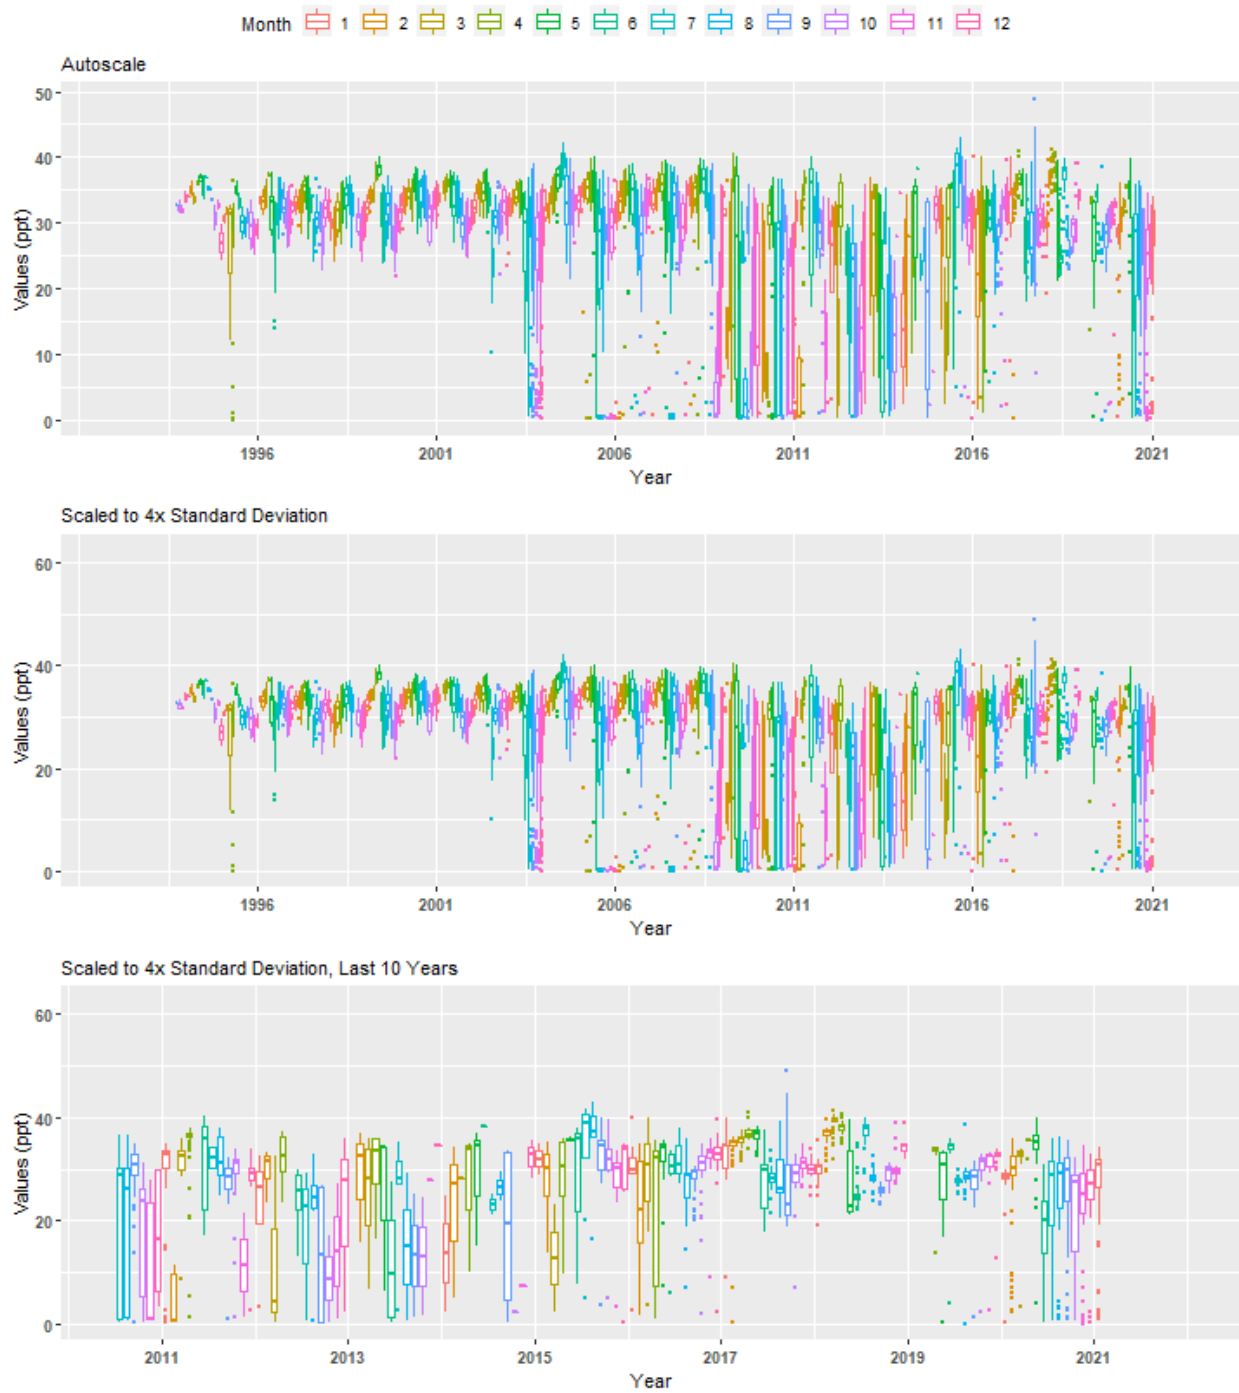 Month 1 2 3 4 5 6 7 8 9 10 11 12
Autoscale
50
40
30
20
10
0
Values (ppt)
1996 2001 2006 2011 2016 2021
Year
Scaled to 4x Standard Deviation
60
40
20
0
Values (ppt)
1996 2001 2006 2011 2016 2021
Year
Scaled to 4x Standard Deviation, Last 10 Years
60
40
20
0
Values (ppt)
2011 2013 2015 2017 2019 2021
Year